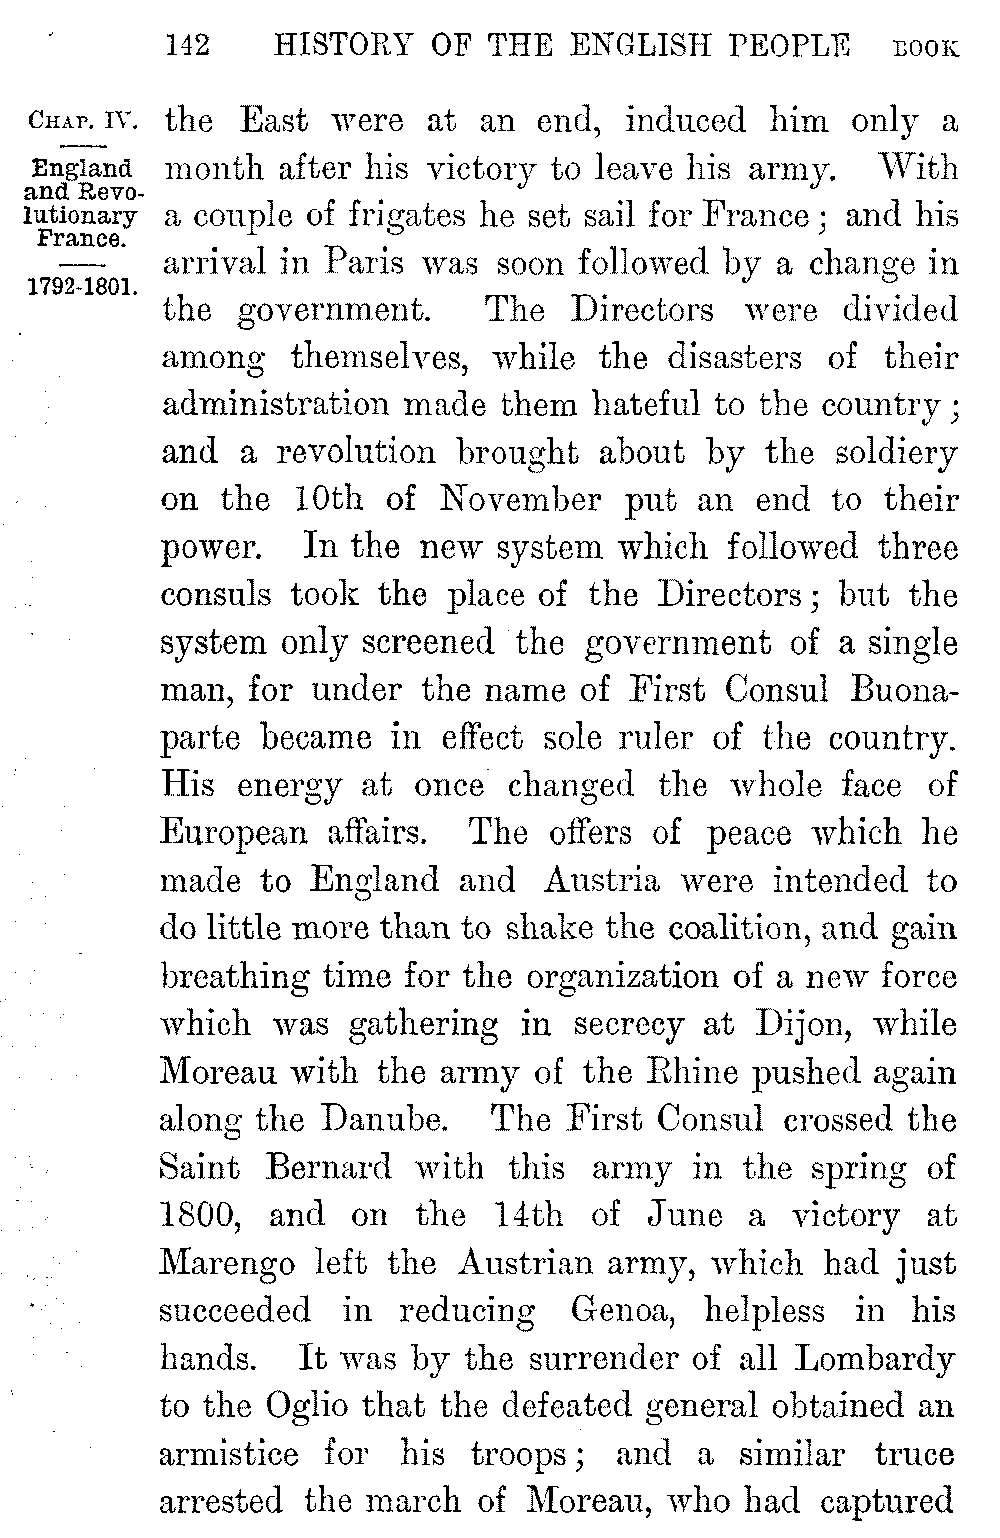 142 HISTORY OF THE ENGLISH PEOPLE BOOK
CHAP. IV.
England
and Revo-
lutionary
France.
1792-1801.
the East were at an end, induced him only a
month after his victory to leave his army. With
a couple of frigates he set sail for France; and his
arrival in Paris was soon followed by a change in
the government. The Directors were divided
among themselves, while the disasters of their
administration made them hateful to the country;
and a revolution brought about by the soldiery
on the 10th of November put an end to their
power. In the new system which followed three
consuls took the place of the Directors; but the
system only screened the government of a single
man, for under the name of First Consul Buona-
parte became in effect sole ruler of the country.
His energy at once changed the whole face of
European affairs. The offers of peace which he
made to England and Austria were intended to
do little more than to shake the coalition, and gain
breathing time for the organization of a new force
which was gathering in secrecy at Dijon, while
Moreau with the army of the Rhine pushed again
along the Danube. The First Consul crossed the
Saint Bernard with this army in the spring of
1800, and on the 14th of June a victory at
Marengo left the Austrian army, which had just
succeeded in reducing Genoa, helpless in his
hands. It was by the surrender of all Lombardy
to the Oglio that the defeated general obtained an
armistice for his troops; and a similar truce
arrested the march of Moreau, who had captured